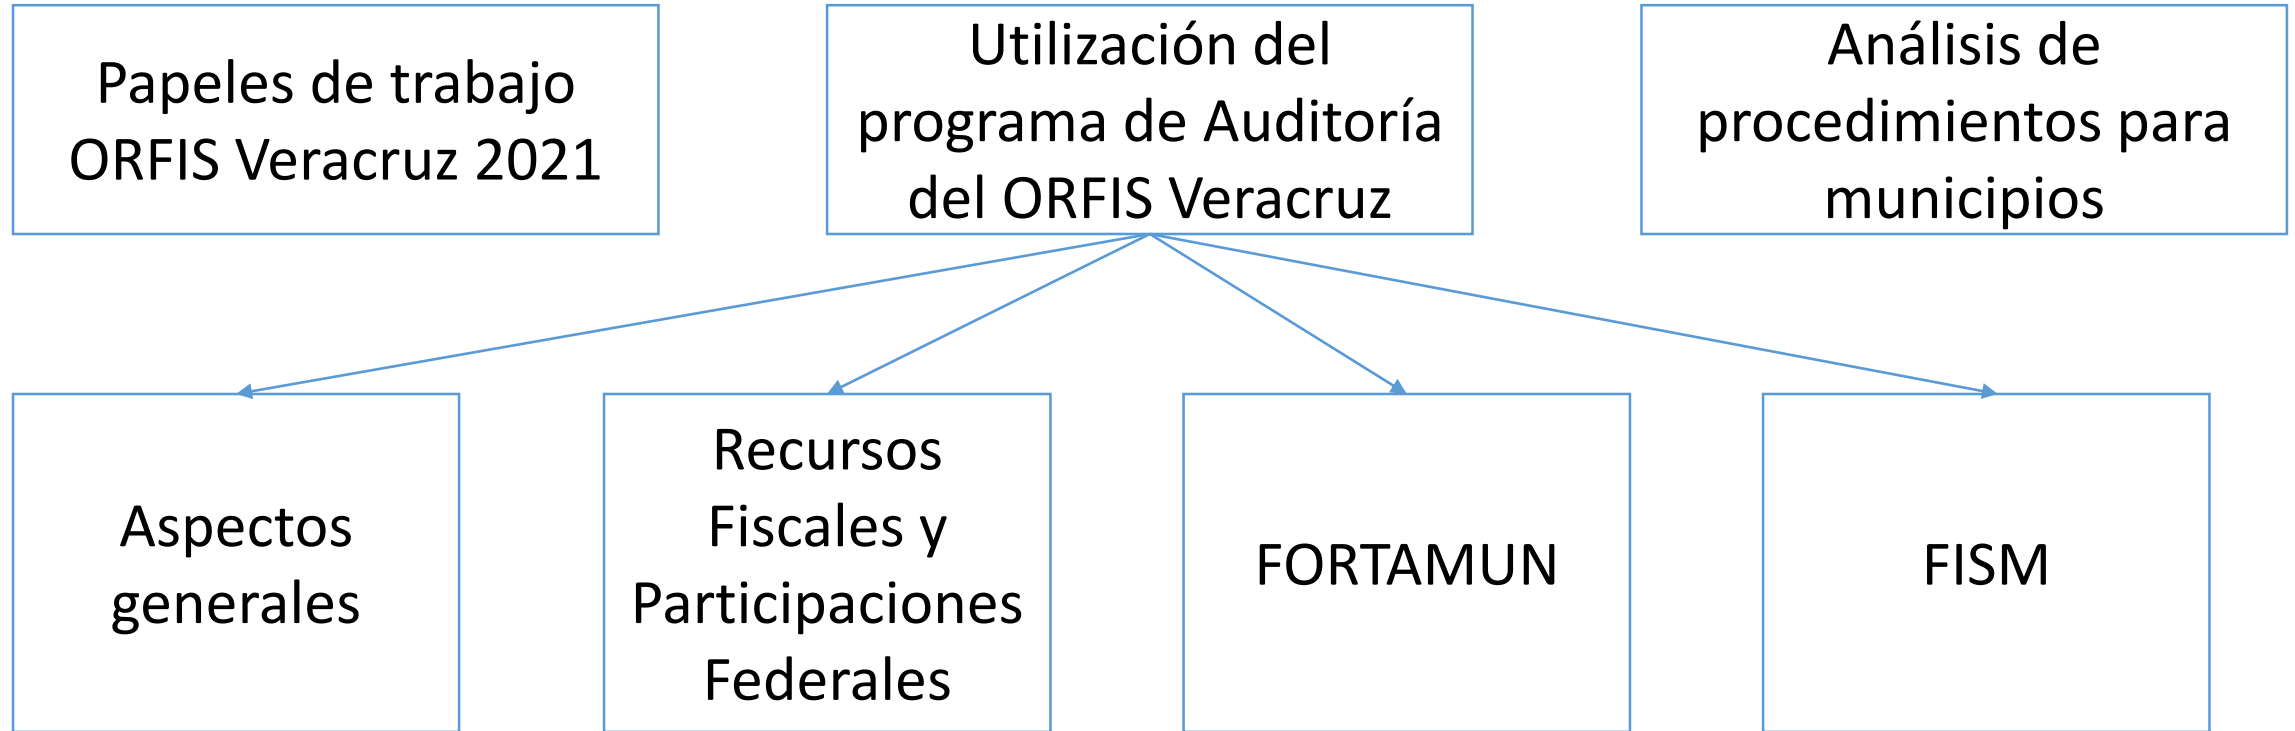 Papeles de trabajo
ORFIS Veracruz 2021
Utilización del
programa de Auditoría
del ORFIS Veracruz
Análisis de
procedimientos para
municipios
Aspectos
generales
Recursos
Fiscales y
Participaciones
Federales
FORTAMUN
FISM